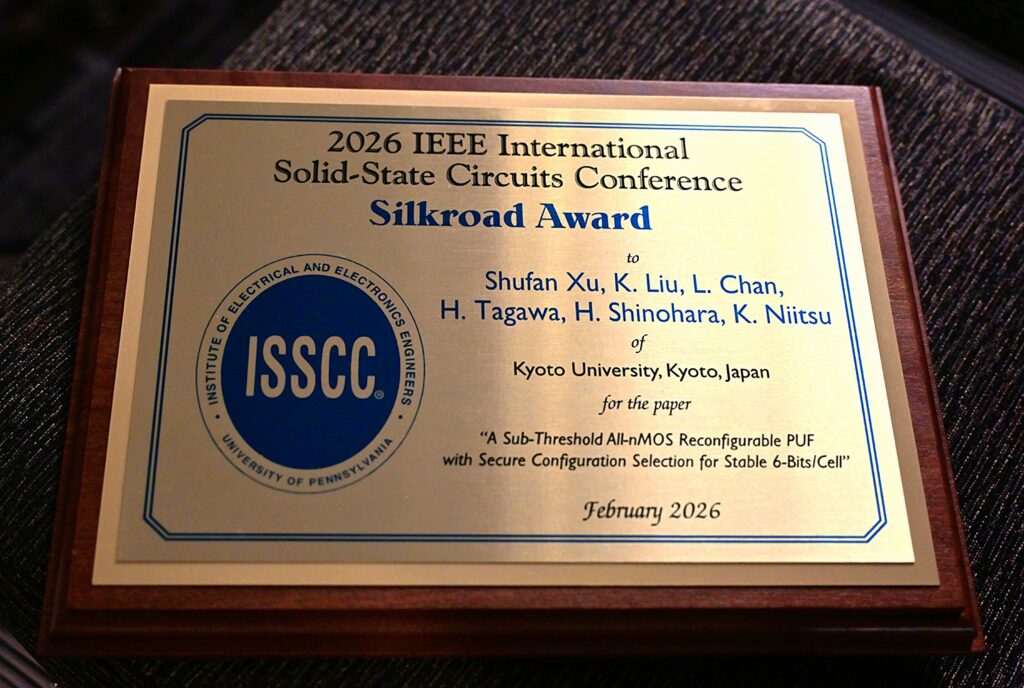 2026 IEEE International
Solid-State Circuits Conference
Silkroad Award
to
Shufan Xu, K. Liu, L. Chan,
H. Tagawa, H. Shinohara, K. Niitsu
of
Kyoto University, Kyoto, Japan
for the paper
“A Sub-Threshold All-nMOS Reconfigurable PUF
with Secure Configuration Selection for Stable 6-Bits/Cell”
February 2026
INSTITUTE OF ELECTRICAL AND ELECTRONICS ENGINEERS
ISSCC®
• UNIVERSITY OF PENNSYLVANIA •